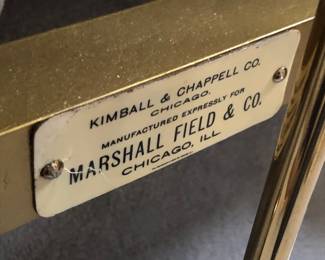 KIMBALL & CHAPPELL CO.
CHICAGO.
MANUFACTURED EXPRESSLY FOR
MARSHALL FIELD & CO.
CHICAGO, ILL